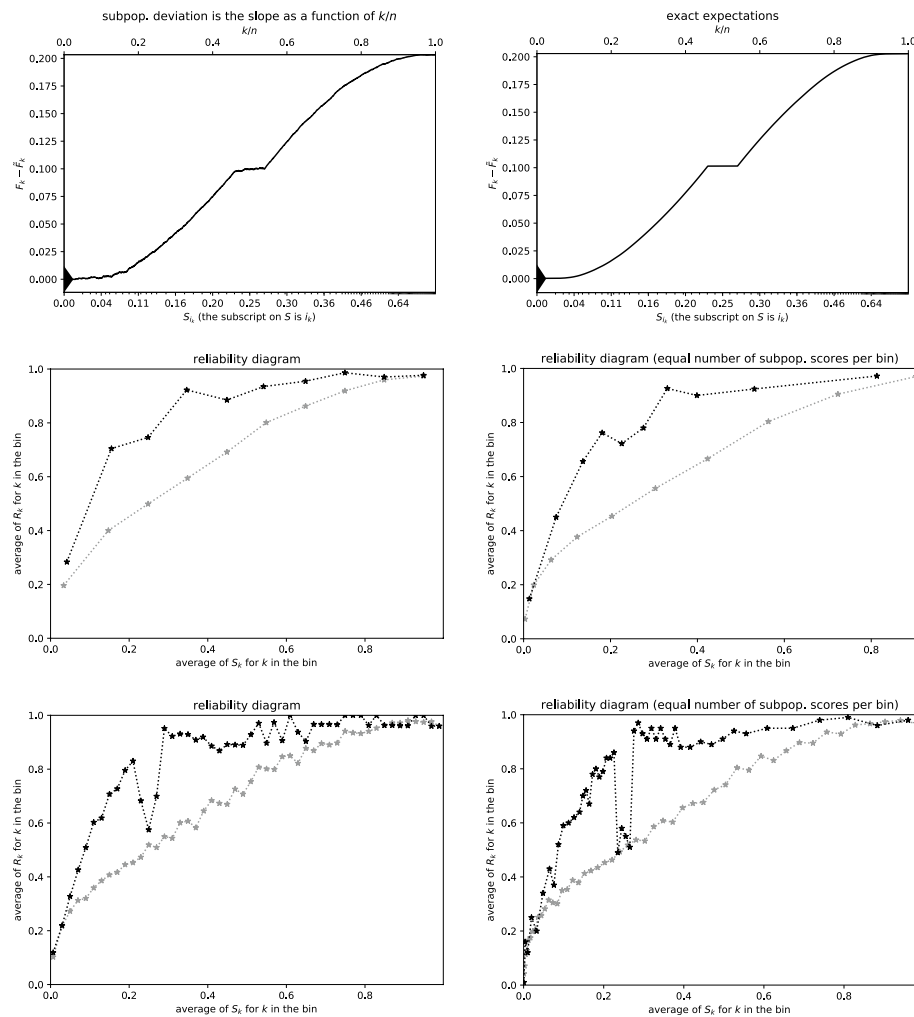 subpop. deviation is the slope as a function of k/n
k/n
0.0 0.2 0.4 0.6 0.8 1.0
0.200
0.175
0.150
0.125
0.100
0.075
0.050
0.025
0.000
F_k − F̃_k
0.00 0.04 0.11 0.16 0.20 0.25 0.30 0.36 0.46 0.64
S_{i_k} (the subscript on S is i_k)
exact expectations
k/n
0.0 0.2 0.4 0.6 0.8 1.0
0.200
0.175
0.150
0.125
0.100
0.075
0.050
0.025
0.000
F_k − F̃_k
0.00 0.04 0.11 0.16 0.20 0.25 0.30 0.36 0.46 0.64
S_{i_k} (the subscript on S is i_k)
reliability diagram
1.0
0.8
0.6
0.4
0.2
0.0
average of R_k for k in the bin
0.0 0.2 0.4 0.6 0.8
average of S_k for k in the bin
reliability diagram (equal number of subpop. scores per bin)
1.0
0.8
0.6
0.4
0.2
0.0
average of R_k for k in the bin
0.0 0.2 0.4 0.6 0.8
average of S_k for k in the bin
reliability diagram
1.0
0.8
0.6
0.4
0.2
0.0
average of R_k for k in the bin
0.0 0.2 0.4 0.6 0.8
average of S_k for k in the bin
reliability diagram (equal number of subpop. scores per bin)
1.0
0.8
0.6
0.4
0.2
0.0
average of R_k for k in the bin
0.0 0.2 0.4 0.6 0.8
average of S_k for k in the bin